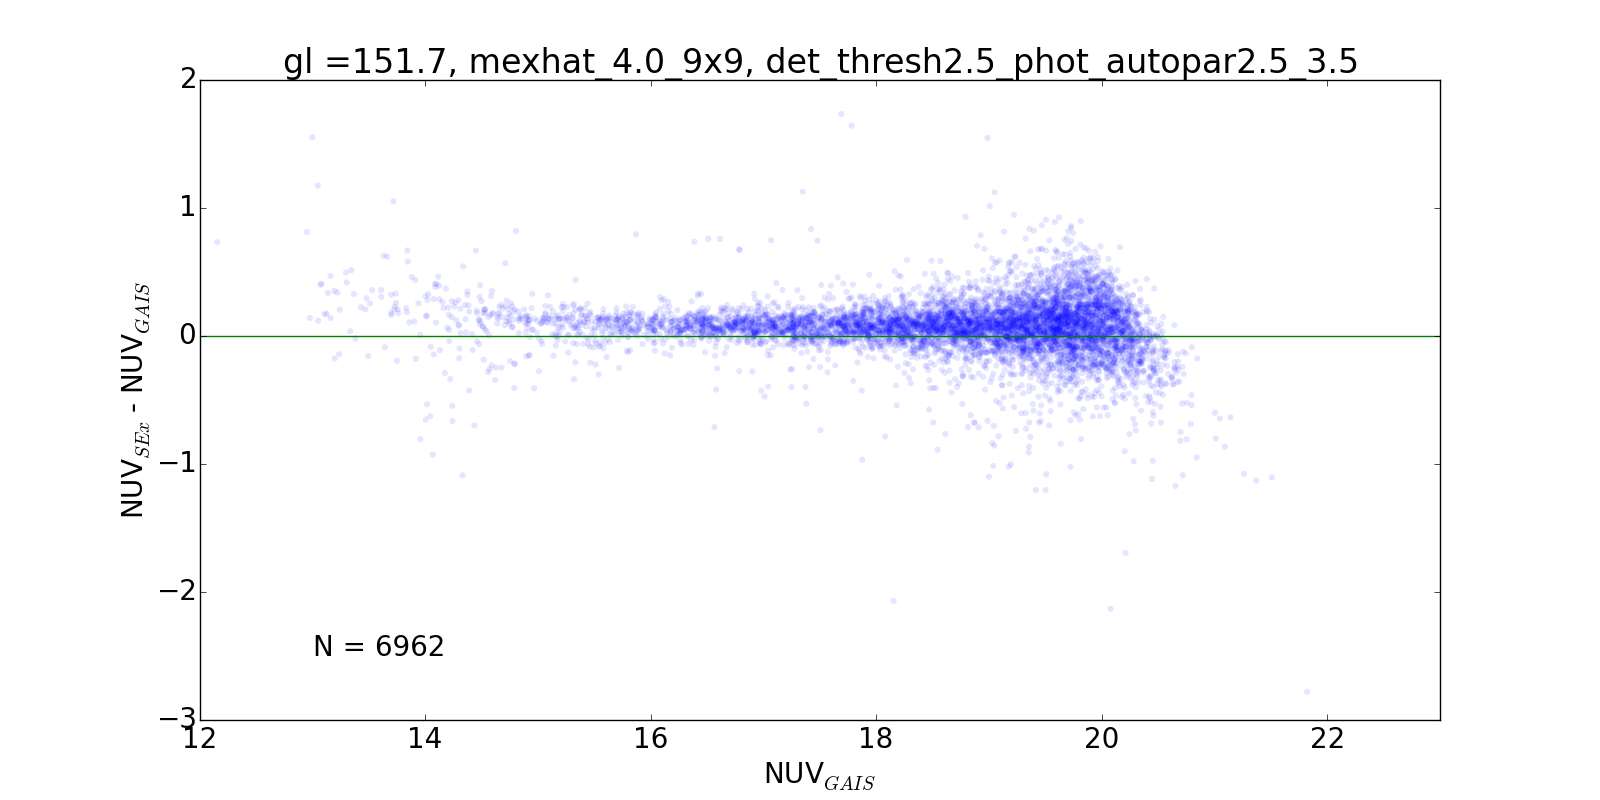 gl =151.7, mexhat_4.0_9x9, det_thresh2.5_phot_autopar2.5_3.5
2
1
0
−1
−2
−3
NUV_SEx - NUV_GAIS
N = 6962
12 14 16 18 20 22
NUV_GAIS